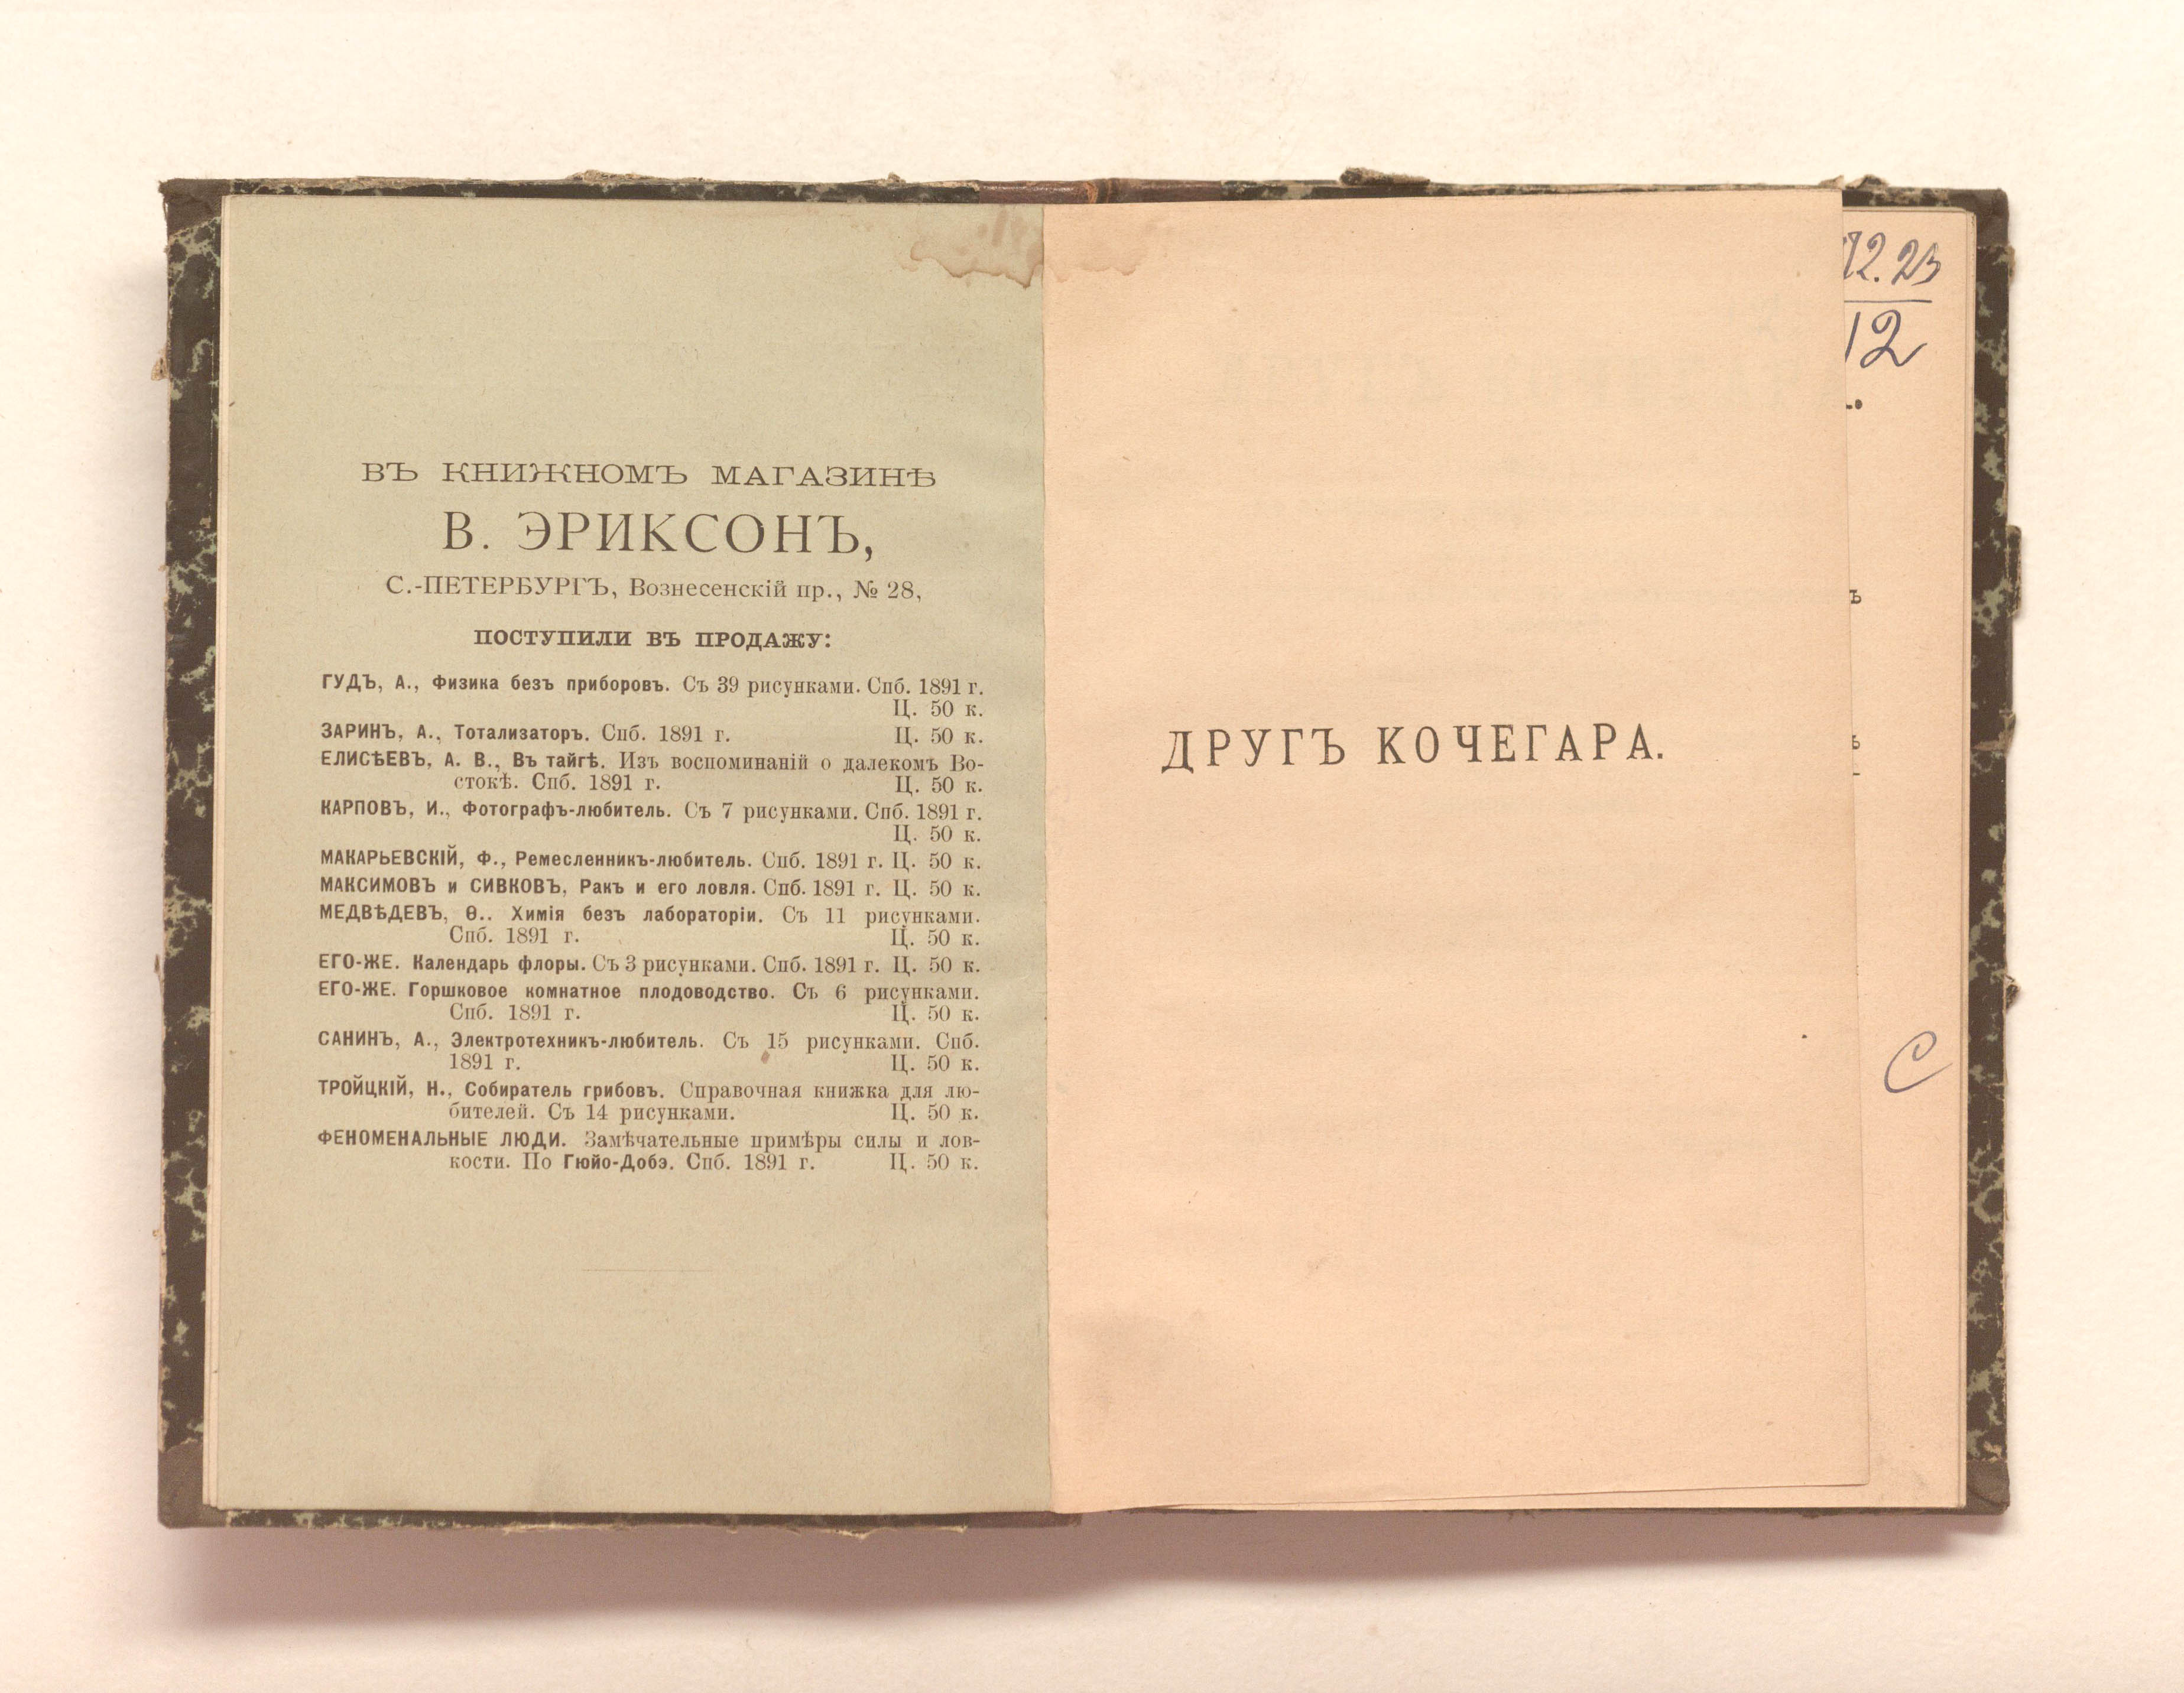 ВЪ КНИЖНОМЪ МАГАЗИНѢ
В. ЭРИКСОНЪ,
С.-ПЕТЕРБУРГЪ, Вознесенскій пр., № 28,
ПОСТУПИЛИ ВЪ ПРОДАЖУ:
ГУДЪ, А., Физика безъ приборовъ. Съ 39 рисунками. Спб. 1891 г.
Ц. 50 к.
ЗАРИНЪ, А., Тотализаторъ. Спб. 1891 г. Ц. 50 к.
ЕЛИСѢЕВЪ, А. В., Въ тайгѣ. Изъ воспоминаній о далекомъ Во-
стокѣ. Спб. 1891 г. Ц. 50 к.
КАРПОВЪ, И., Фотографъ-любитель. Съ 7 рисунками. Спб. 1891 г.
Ц. 50 к.
МАКАРЬЕВСКІЙ, Ф., Ремесленникъ-любитель. Спб. 1891 г. Ц. 50 к.
МАКСИМОВЪ и СИВКОВЪ, Ракъ и его ловля. Спб. 1891 г. Ц. 50 к.
МЕДВѢДЕВЪ, Ѳ.. Химія безъ лабораторіи. Съ 11 рисунками.
Спб. 1891 г. Ц. 50 к.
ЕГО-ЖЕ. Календарь флоры. Съ 3 рисунками. Спб. 1891 г. Ц. 50 к.
ЕГО-ЖЕ. Горшковое комнатное плодоводство. Съ 6 рисунками.
Спб. 1891 г. Ц. 50 к.
САНИНЪ, А., Электротехникъ-любитель. Съ 15 рисунками. Спб.
1891 г. Ц. 50 к.
ТРОЙЦКІЙ, Н., Собиратель грибовъ. Справочная книжка для лю-
бителей. Съ 14 рисунками. Ц. 50 к.
ФЕНОМЕНАЛЬНЫЕ ЛЮДИ. Замѣчательные примѣры силы и лов-
кости. По Гюйо-Добэ. Спб. 1891 г. Ц. 50 к.
ДРУГЪ КОЧЕГАРА.
12
С